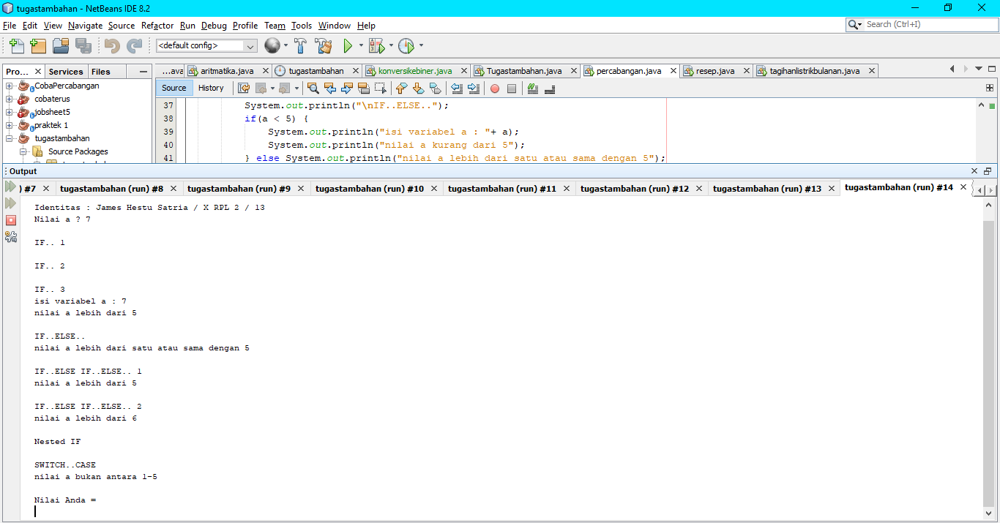 tugastambahan - NetBeans IDE 8.2
File Edit View Navigate Source Refactor Run Debug Profile Team Tools Window Help
Search (Ctrl+I)
<default config>
Pro... Services Files
...ava aritmatika.java tugastambahan konversikebiner.java Tugastambahan.java percabangan.java resep.java tagihanlistrikbulanan.java
CobaPercabangan
cobaterus
jobsheet5
praktek 1
tugastambahan
Source Packages
Source History
37 System.out.println("\nIF..ELSE..");
38 if(a < 5) {
39 System.out.println("isi variabel a : "+ a);
40 System.out.println("nilai a kurang dari 5");
41 } else System.out.println("nilai a lebih dari satu atau sama dengan 5");
Output
) #7 tugastambahan (run) #8 tugastambahan (run) #9 tugastambahan (run) #10 tugastambahan (run) #11 tugastambahan (run) #12 tugastambahan (run) #13 tugastambahan (run) #14
Identitas : James Hestu Satria / X RPL 2 / 13
Nilai a ? 7
IF.. 1
IF.. 2
IF.. 3
isi variabel a : 7
nilai a lebih dari 5
IF..ELSE..
nilai a lebih dari satu atau sama dengan 5
IF..ELSE IF..ELSE.. 1
nilai a lebih dari 5
IF..ELSE IF..ELSE.. 2
nilai a lebih dari 6
Nested IF
SWITCH..CASE
nilai a bukan antara 1-5
Nilai Anda =